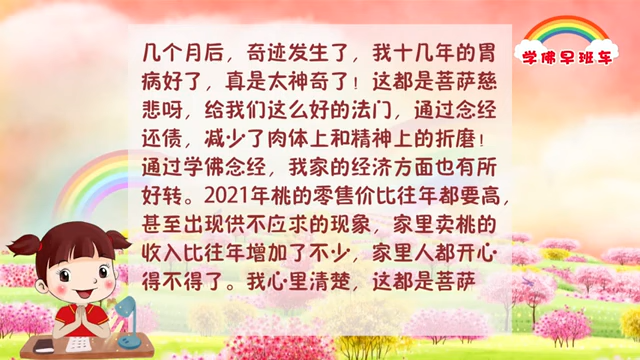 学佛早班车
几个月后，奇迹发生了，我十几年的胃
病好了，真是太神奇了！这都是菩萨慈
悲呀，给我们这么好的法门，通过念经
还债，减少了肉体上和精神上的折磨！
通过学佛念经，我家的经济方面也有所
好转。2021年桃的零售价比往年都要高，
甚至出现供不应求的现象，家里卖桃的
收入比往年增加了不少，家里人都开心
得不得了。我心里清楚，这都是菩萨